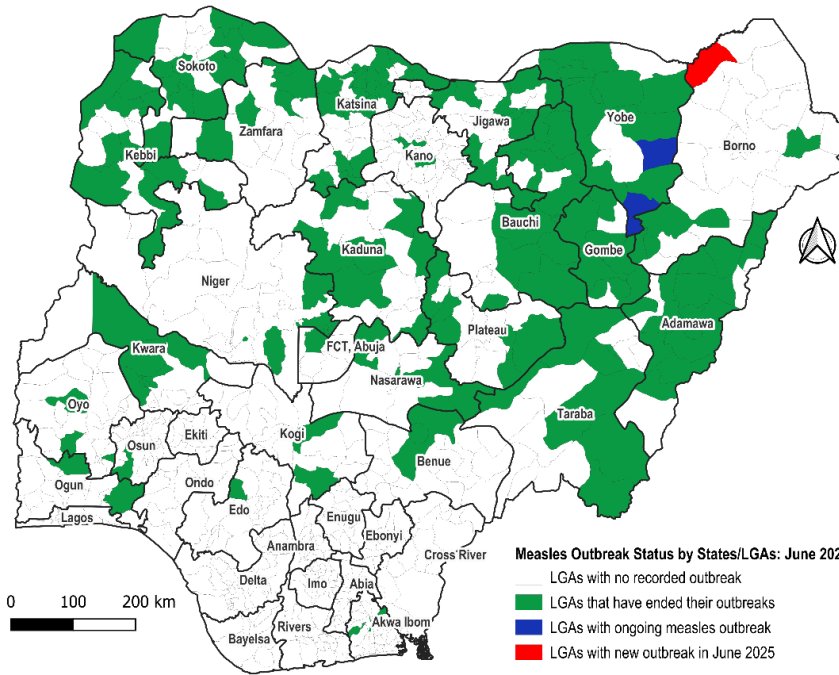 Sokoto
Katsina
Zamfara
Jigawa
Yobe
Kebbi
Kano
Borno
Bauchi
Kaduna
Gombe
Niger
Adamawa
Plateau
FCT, Abuja
Kwara
Nasarawa
Oyo
Taraba
Osun
Ekiti
Kogi
Benue
Ogun
Ondo
Edo
Lagos
Enugu
Ebonyi
Anambra
Cross River
Delta
Imo
Abia
Akwa Ibom
Bayelsa
Rivers
0 100 200 km
Measles Outbreak Status by States/LGAs: June 202
LGAs with no recorded outbreak
LGAs that have ended their outbreaks
LGAs with ongoing measles outbreak
LGAs with new outbreak in June 2025